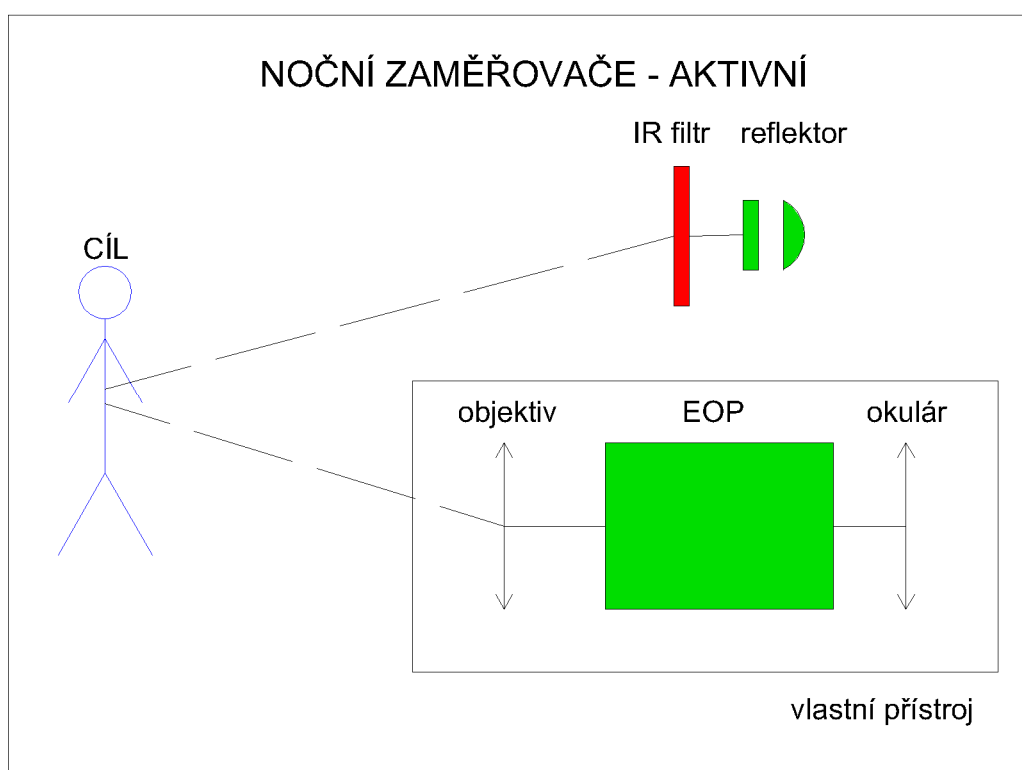 NOČNÍ ZAMĚŘOVAČE - AKTIVNÍ
IR filtr reflektor
CÍL
objektiv EOP okulár
vlastní přístroj